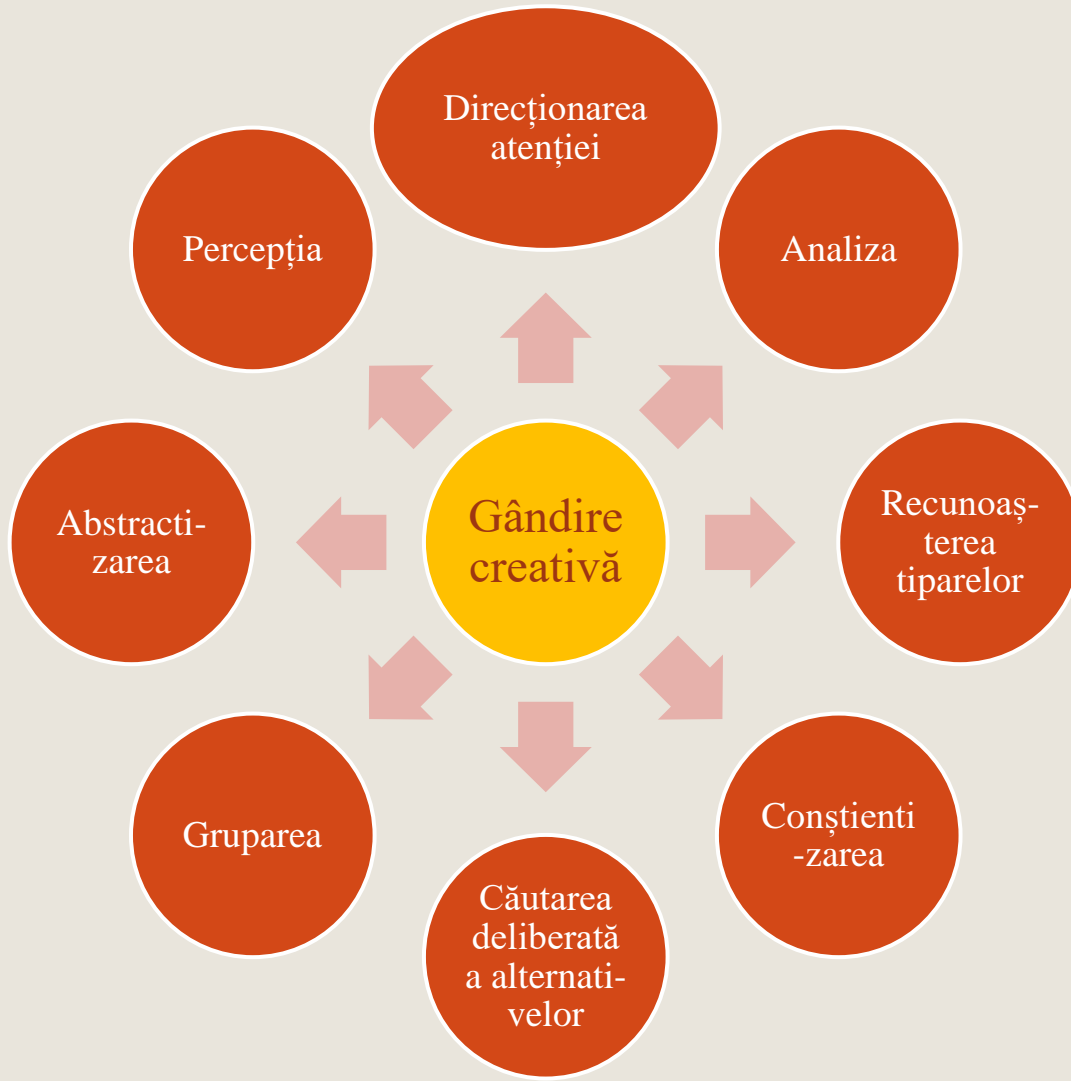 Direcționarea
atenției
Percepția
Analiza
Abstracti-
zarea
Gândire
creativă
Recunoaș-
terea
tiparelor
Gruparea
Conștienti
-zarea
Căutarea
deliberată
a alternati-
velor